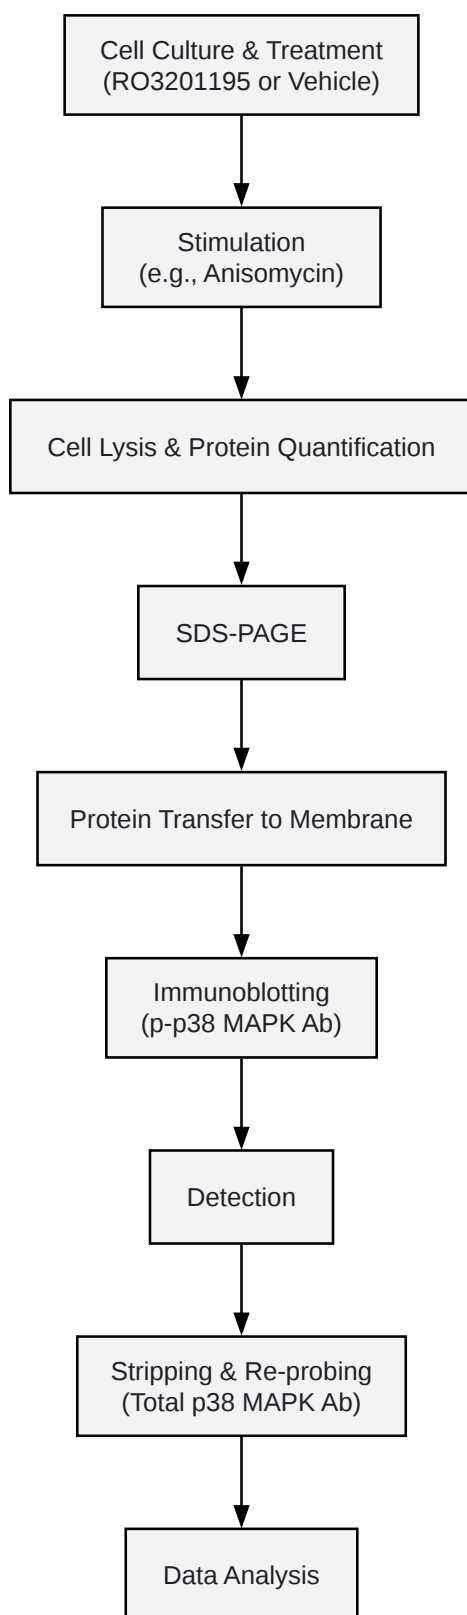 Cell Culture & Treatment
(RO3201195 or Vehicle)
Stimulation
(e.g., Anisomycin)
Cell Lysis & Protein Quantification
SDS-PAGE
Protein Transfer to Membrane
Immunoblotting
(p-p38 MAPK Ab)
Detection
Stripping & Re-probing
(Total p38 MAPK Ab)
Data Analysis